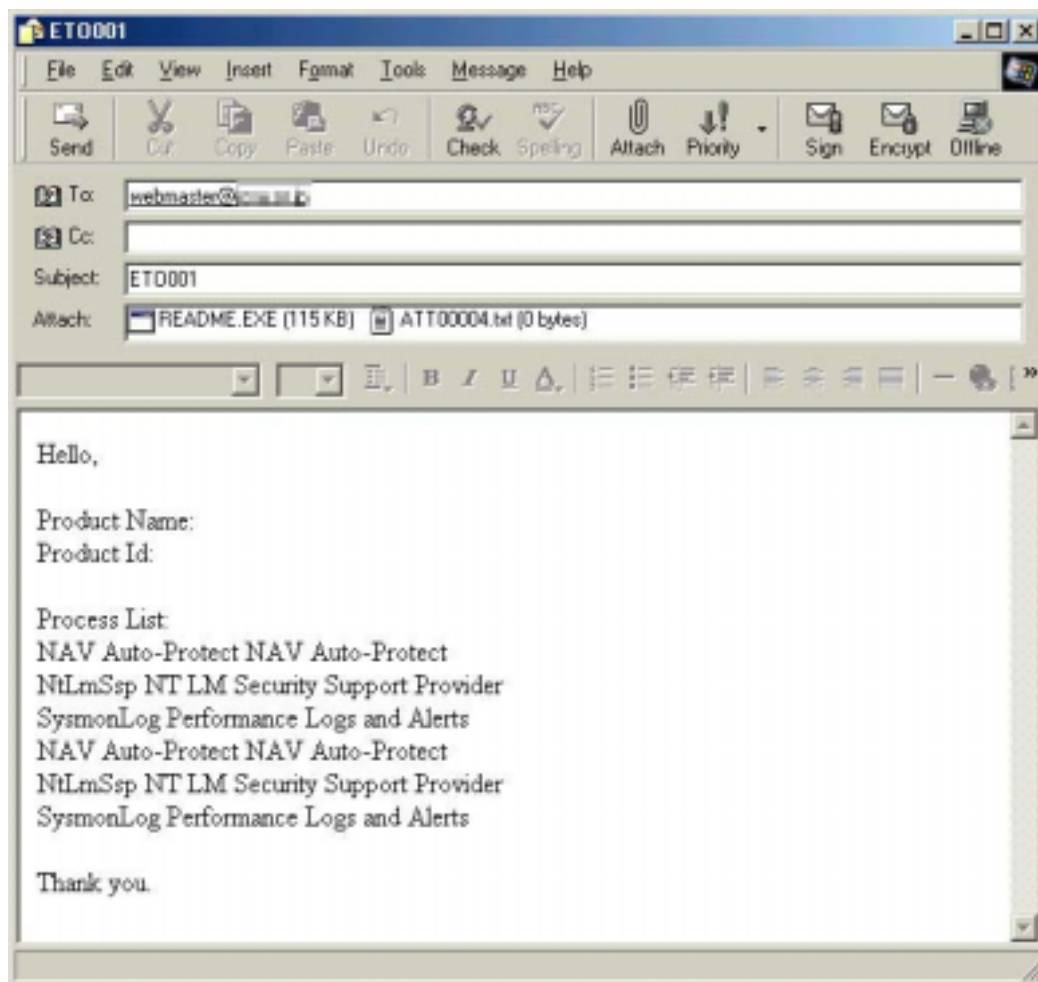 ETO001
File Edit View Insert Format Tools Message Help
Send Cut Copy Paste Undo Check Spelling Attach Priority Sign Encrypt Offline
To: webmaster@
Cc:
Subject: ETO001
Attach: README.EXE (115 KB) ATT00004.txt (0 bytes)
B I U A
Hello,
Product Name:
Product Id:
Process List:
NAV Auto-Protect NAV Auto-Protect
NtLmSsp NT LM Security Support Provider
SysmonLog Performance Logs and Alerts
NAV Auto-Protect NAV Auto-Protect
NtLmSsp NT LM Security Support Provider
SysmonLog Performance Logs and Alerts
Thank you.